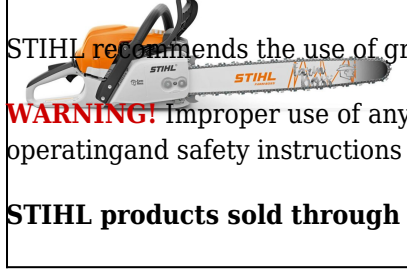 STIHL recommends the use of gr
STIHL
STIHL
WARNING! Improper use of any
operatingand safety instructions
STIHL products sold through